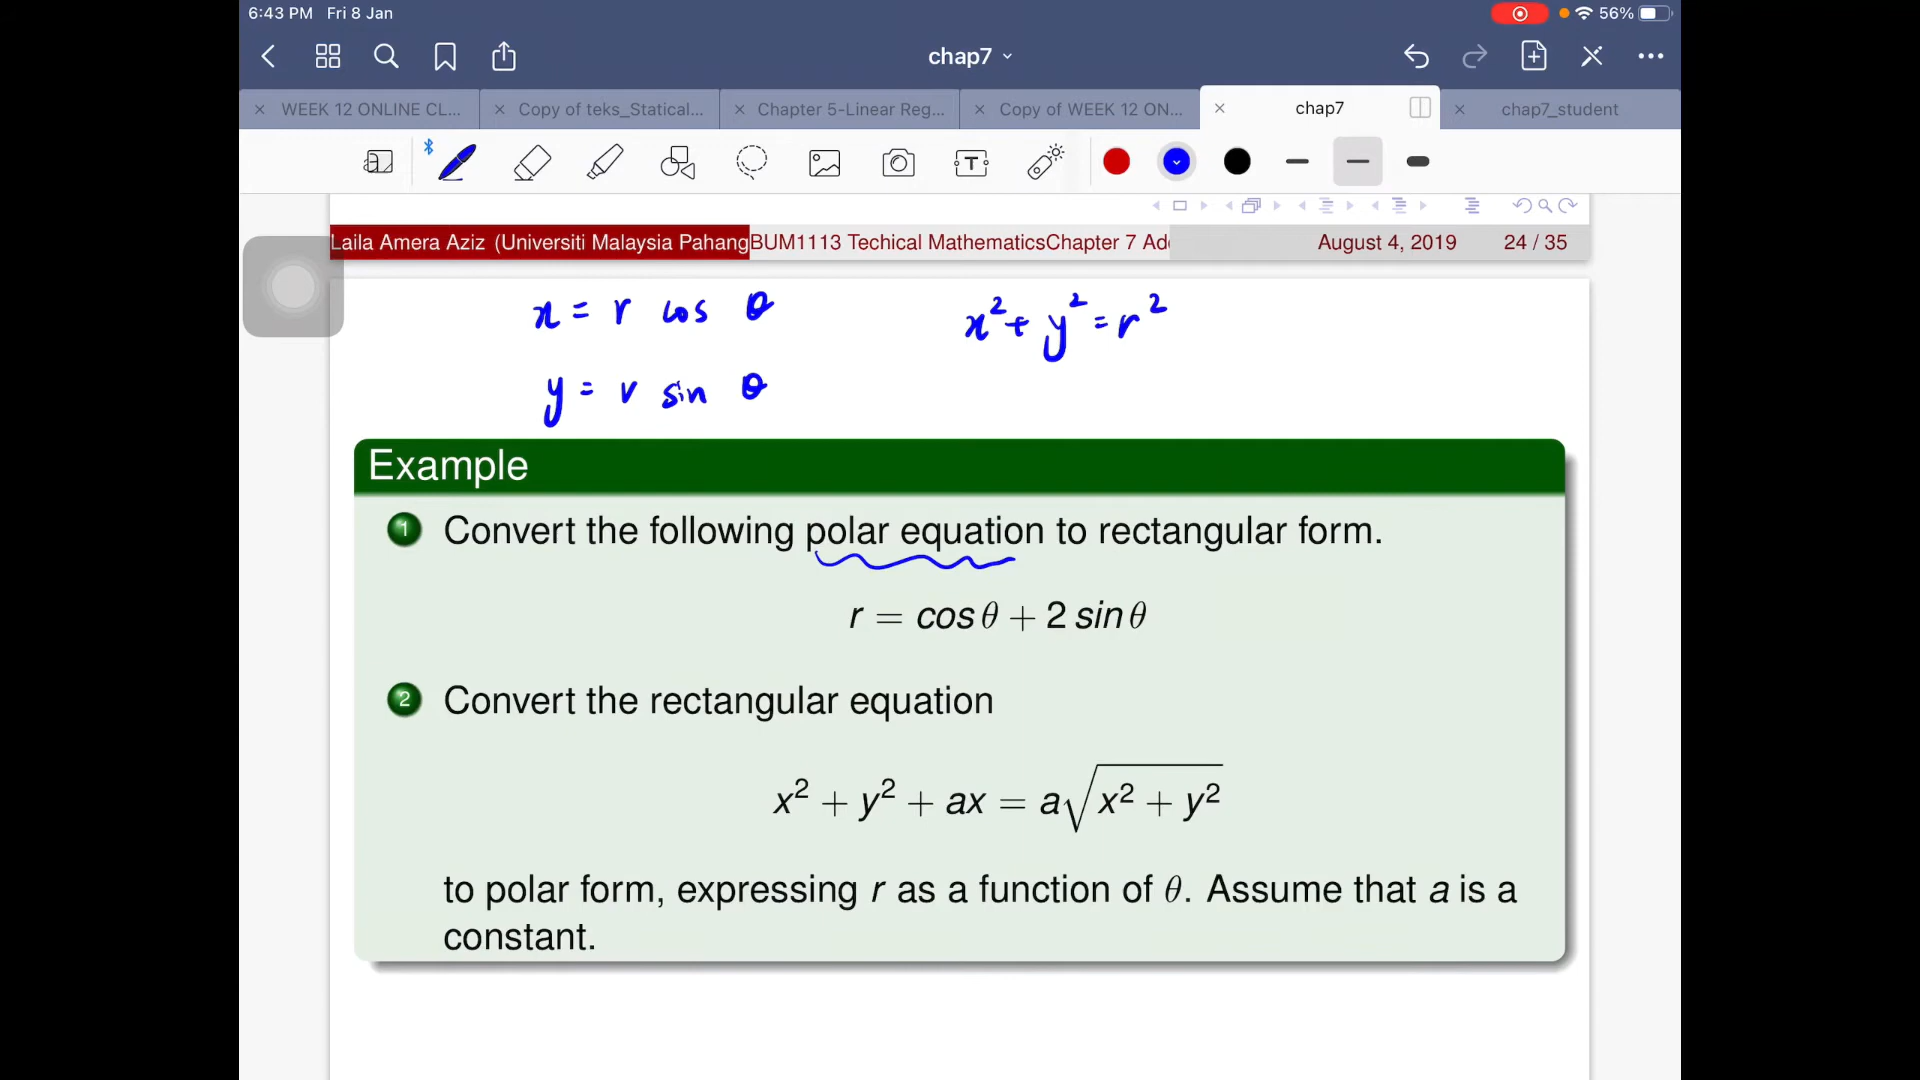 6:43 PM Fri 8 Jan 56%
chap7
WEEK 12 ONLINE CL... Copy of teks_Statical... Chapter 5-Linear Reg... Copy of WEEK 12 ON... chap7 chap7_student
Laila Amera Aziz (Universiti Malaysia Pahang BUM1113 Techical MathematicsChapter 7 Ad August 4, 2019 24 / 35
x = r cos θ x² + y² = r²
y = r sin θ
Example
1 Convert the following polar equation to rectangular form.
r = cos θ + 2 sin θ
2 Convert the rectangular equation
x² + y² + ax = a√(x² + y²)
to polar form, expressing r as a function of θ. Assume that a is a
constant.